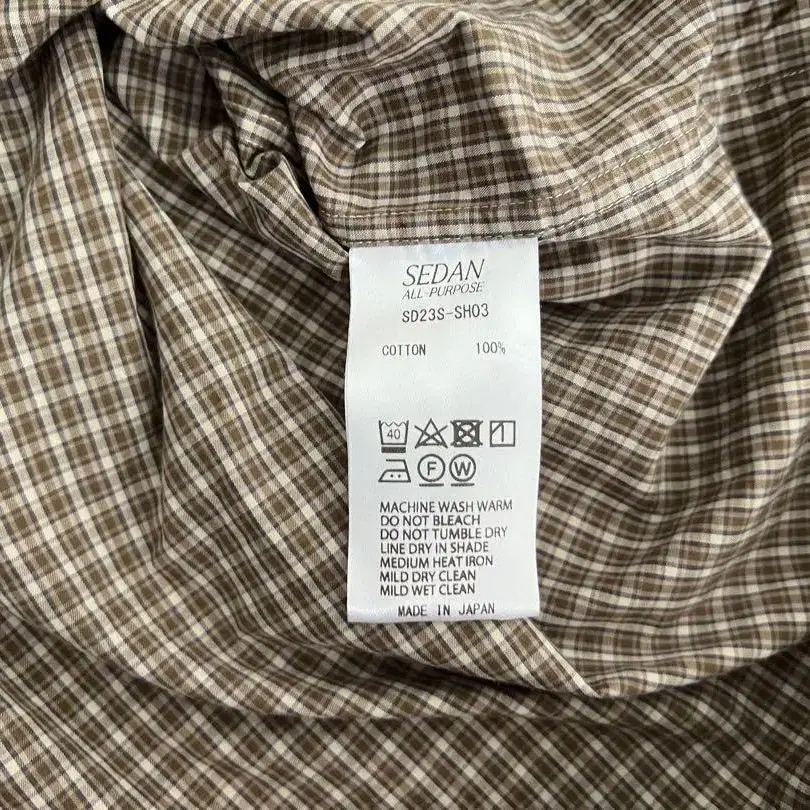 SEDAN
ALL-PURPOSE
SD23S-SH03
COTTON 100%
40
F W
MACHINE WASH WARM
DO NOT BLEACH
DO NOT TUMBLE DRY
LINE DRY IN SHADE
MEDIUM HEAT IRON
MILD DRY CLEAN
MILD WET CLEAN
MADE IN JAPAN